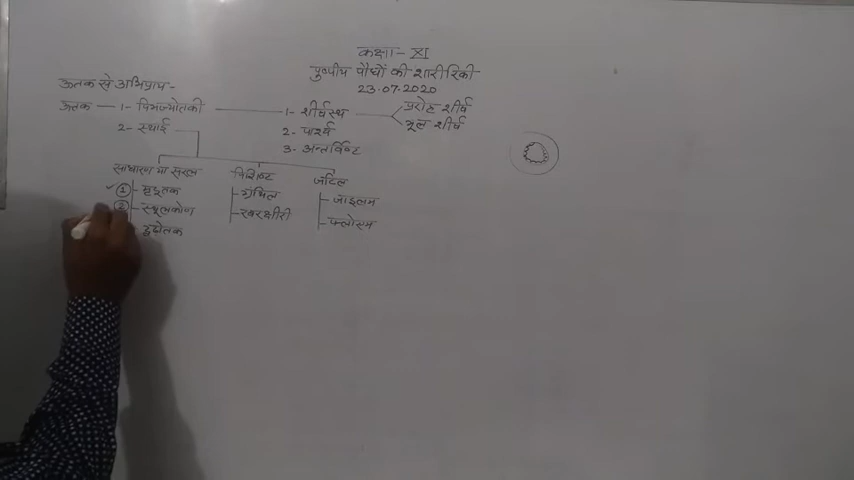 कक्षा - XI
पुष्पीय पौधों की शारीरिकी
23-07-2020
ऊतक से अभिप्राय -
ऊतक — 1- विभज्योतकी — 1- शीर्षस्थ — प्ररोह शीर्ष
मूल शीर्ष
2- स्थाई 2- पार्श्व
3- अन्तर्विष्ट
साधारण या सरल विशिष्ट जटिल
① - मृदूतक - ग्रंथिल - जाइलम
② - स्थूलकोण - रबरक्षीरी - फ्लोएम
दृढ़ोतक